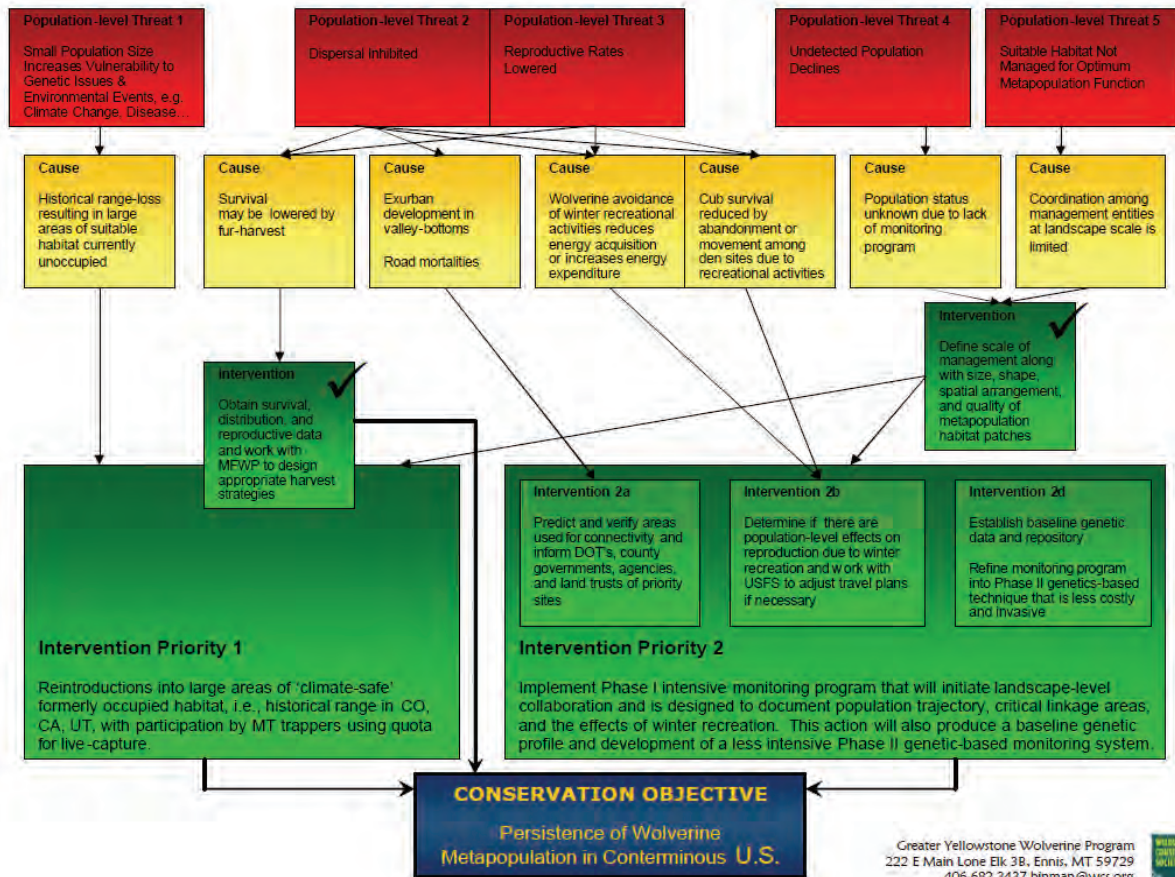 Population-level Threat 1
Small Population Size
Increases Vulnerability to
Genetic Issues &
Environmental Events, e.g.
Climate Change, Disease...
Population-level Threat 2
Dispersal Inhibited
Population-level Threat 3
Reproductive Rates
Lowered
Population-level Threat 4
Undetected Population
Declines
Population-level Threat 5
Suitable Habitat Not
Managed for Optimum
Metapopulation Function
Cause
Historical range-loss
resulting in large
areas of suitable
habitat currently
unoccupied
Cause
Survival
may be lowered by
fur-harvest
Cause
Exurban
development in
valley-bottoms
Road mortalities
Cause
Wolverine avoidance
of winter recreational
activities reduces
energy acquisition
or increases energy
expenditure
Cause
Cub survival
reduced by
abandonment or
movement among
den sites due to
recreational activities
Cause
Population status
unknown due to lack
of monitoring
program
Cause
Coordination among
management entities
at landscape scale is
limited
Intervention
Define scale of
management along
with size, shape,
spatial arrangement,
and quality of
metapopulation
habitat patches
Intervention
Obtain survival,
distribution, and
reproductive data
and work with
MFWP to design
appropriate harvest
strategies
Intervention 2a
Predict and verify areas
used for connectivity and
inform DOT's, county
governments, agencies,
and land trusts of priority
sites
Intervention 2b
Determine if there are
population-level effects on
reproduction due to winter
recreation and work with
USFS to adjust travel plans
if necessary
Intervention 2d
Establish baseline genetic
data and repository
Refine monitoring program
into Phase II genetics-based
technique that is less costly
and invasive
Intervention Priority 1
Reintroductions into large areas of 'climate-safe'
formerly occupied habitat, i.e., historical range in CO,
CA, UT, with participation by MT trappers using quota
for live-capture.
Intervention Priority 2
Implement Phase I intensive monitoring program that will initiate landscape-level
collaboration and is designed to document population trajectory, critical linkage areas,
and the effects of winter recreation. This action will also produce a baseline genetic
profile and development of a less intensive Phase II genetic-based monitoring system.
CONSERVATION OBJECTIVE
Persistence of Wolverine
Metapopulation in Conterminous U.S.
Greater Yellowstone Wolverine Program
222 E Main Lone Elk 3B, Ennis, MT 59729